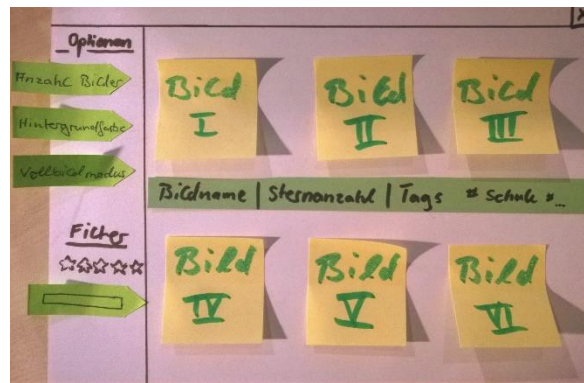 Optionen
Anzahl Bilder
Hintergrundfarbe
Vollbildmodus
Filter
Bild
I
Bild
II
Bild
III
Bildname | Sternanzahl | Tags * Schuh *...
Bild
IV
Bild
V
Bild
VI